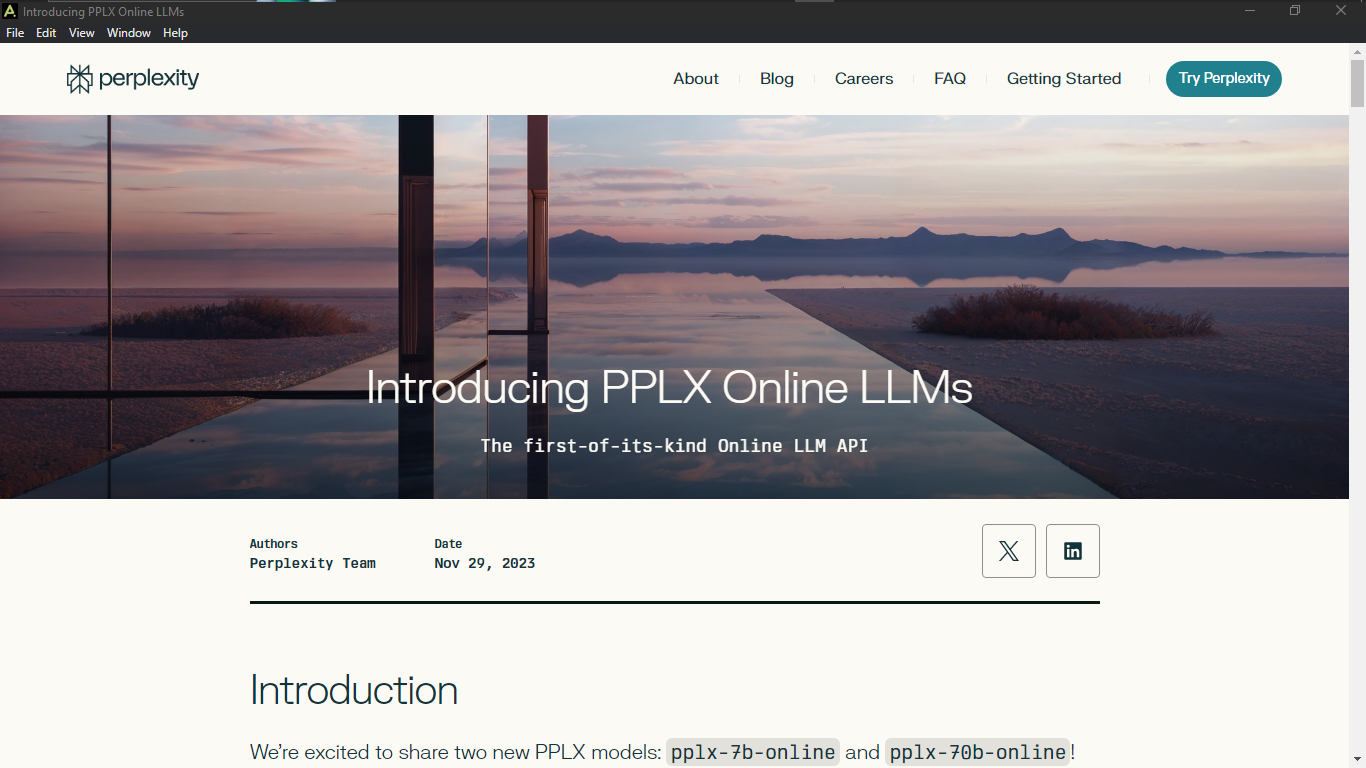 Introducing PPLX Online LLMs
File Edit View Window Help
perplexity
About Blog Careers FAQ Getting Started Try Perplexity
Introducing PPLX Online LLMs
The first-of-its-kind Online LLM API
Authors Date
Perplexity Team Nov 29, 2023
Introduction
We’re excited to share two new PPLX models: pplx-7b-online and pplx-70b-online!